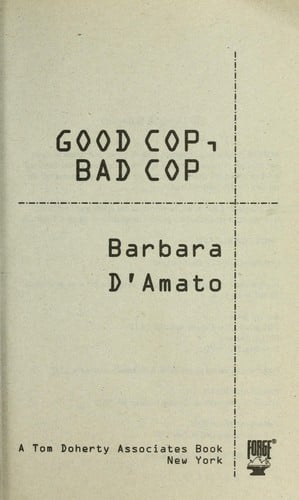 GOOD COP,
BAD COP
Barbara
D'Amato
A Tom Doherty Associates Book
New York
FORGE®